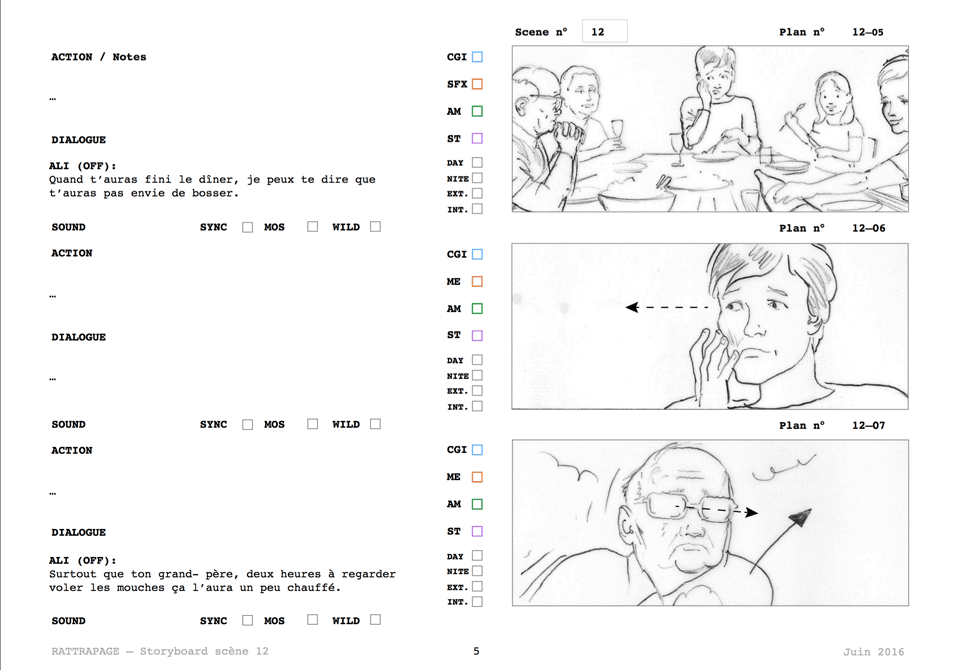 Scene nº 12 Plan nº 12—05
ACTION / Notes
CGI
SFX
…
AM
DIALOGUE
ST
ALI (OFF):
Quand t’auras fini le dîner, je peux te dire que
t’auras pas envie de bosser.
DAY
NITE
EXT.
INT.
SOUND SYNC MOS WILD
Plan nº 12—06
ACTION
CGI
ME
…
AM
DIALOGUE
ST
…
DAY
NITE
EXT.
INT.
SOUND SYNC MOS WILD
Plan nº 12—07
ACTION
CGI
ME
…
AM
DIALOGUE
ST
ALI (OFF):
Surtout que ton grand- père, deux heures à regarder
voler les mouches ça l’aura un peu chauffé.
DAY
NITE
EXT.
INT.
SOUND SYNC MOS WILD
RATTRAPAGE — Storyboard scène 12 5 Juin 2016